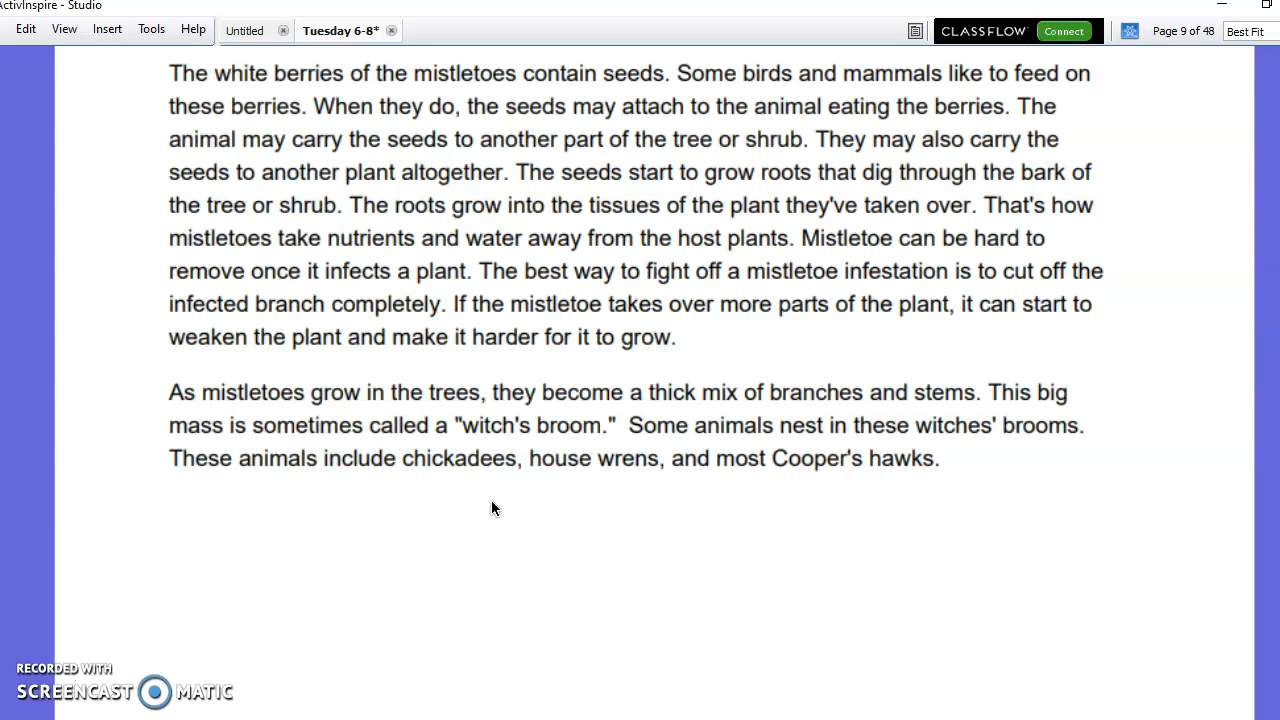 ActivInspire - Studio
Edit View Insert Tools Help Untitled Tuesday 6-8* CLASSFLOW Connect Page 9 of 48 Best Fit
The white berries of the mistletoes contain seeds. Some birds and mammals like to feed on
these berries. When they do, the seeds may attach to the animal eating the berries. The
animal may carry the seeds to another part of the tree or shrub. They may also carry the
seeds to another plant altogether. The seeds start to grow roots that dig through the bark of
the tree or shrub. The roots grow into the tissues of the plant they've taken over. That's how
mistletoes take nutrients and water away from the host plants. Mistletoe can be hard to
remove once it infects a plant. The best way to fight off a mistletoe infestation is to cut off the
infected branch completely. If the mistletoe takes over more parts of the plant, it can start to
weaken the plant and make it harder for it to grow.
As mistletoes grow in the trees, they become a thick mix of branches and stems. This big
mass is sometimes called a "witch's broom."  Some animals nest in these witches' brooms.
These animals include chickadees, house wrens, and most Cooper's hawks.
RECORDED WITH
SCREENCAST MATIC